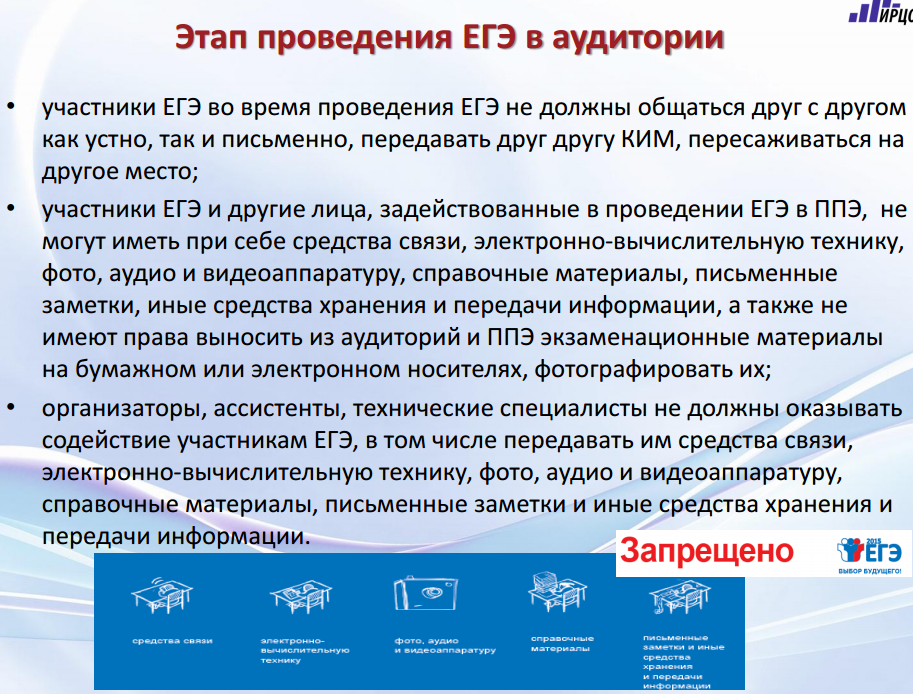 ИРЦО
Этап проведения ЕГЭ в аудитории
• участники ЕГЭ во время проведения ЕГЭ не должны общаться друг с другом
как устно, так и письменно, передавать друг другу КИМ, пересаживаться на
другое место;
• участники ЕГЭ и другие лица, задействованные в проведении ЕГЭ в ППЭ, не
могут иметь при себе средства связи, электронно-вычислительную технику,
фото, аудио и видеоаппаратуру, справочные материалы, письменные
заметки, иные средства хранения и передачи информации, а также не
имеют права выносить из аудиторий и ППЭ экзаменационные материалы
на бумажном или электронном носителях, фотографировать их;
• организаторы, ассистенты, технические специалисты не должны оказывать
содействие участникам ЕГЭ, в том числе передавать им средства связи,
электронно-вычислительную технику, фото, аудио и видеоаппаратуру,
справочные материалы, письменные заметки и иные средства хранения и
передачи информации.
Запрещено
2015
ЕГЭ
ВЫБОР БУДУЩЕГО!
средства связи
электронно-
вычислительную
технику
фото, аудио
и видеоаппаратуру
справочные
материалы
письменные
заметки и иные
средства
хранения
и передачи
информации